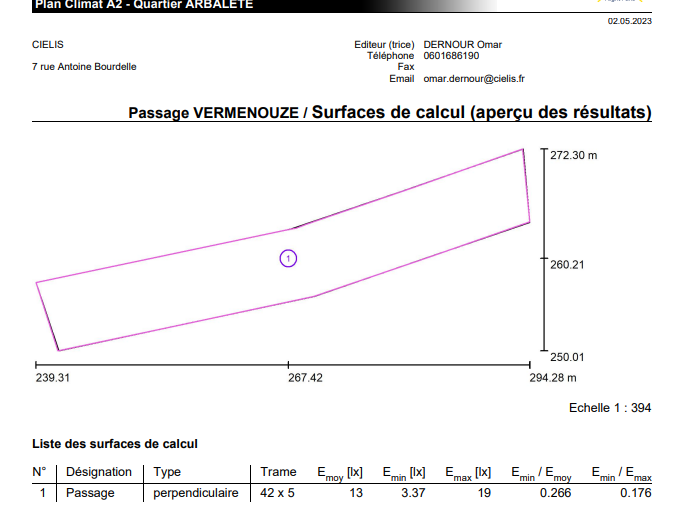 Plan Climat A2 - Quartier ARBALETE
02.05.2023
CIELIS
7 rue Antoine Bourdelle
Editeur (trice) DERNOUR Omar
Téléphone 0601686190
Fax
Email omar.dernour@cielis.fr
Passage VERMENOUZE / Surfaces de calcul (aperçu des résultats)
272.30 m
1
260.21
250.01
239.31 267.42 294.28 m
Echelle 1 : 394
Liste des surfaces de calcul
N° Désignation Type Trame Emoy [lx] Emin [lx] Emax [lx] Emin / Emoy Emin / Emax
1 Passage perpendiculaire 42 x 5 13 3.37 19 0.266 0.176